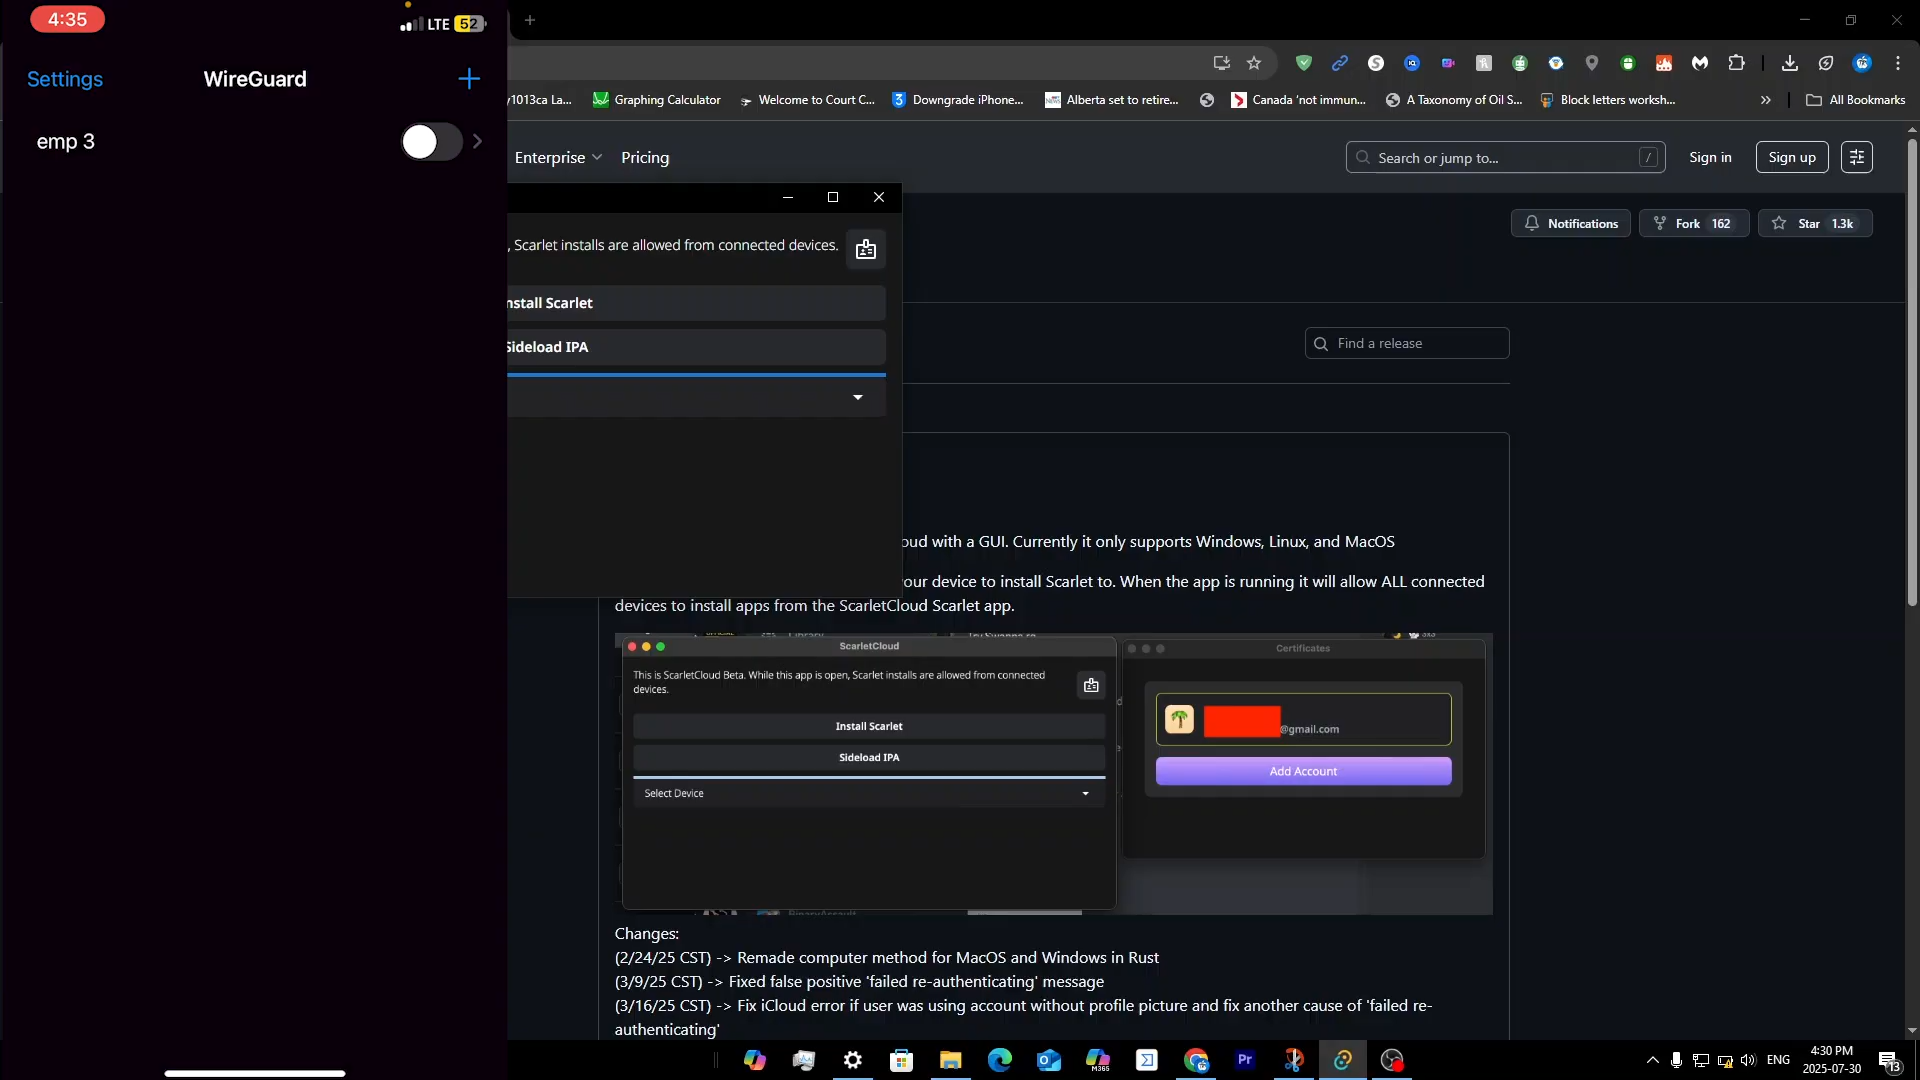 4:35
LTE 52
Settings
WireGuard
emp 3
y1013ca La...
Graphing Calculator
Welcome to Court C...
Downgrade iPhone...
Alberta set to retire...
Canada 'not immun...
A Taxonomy of Oil S...
Block letters worksh...
All Bookmarks
Enterprise
Pricing
Search or jump to...
/
Sign in
Sign up
Notifications
Fork 162
Star 1.3k
, Scarlet installs are allowed from connected devices.
nstall Scarlet
Sideload IPA
Find a release
oud with a GUI. Currently it only supports Windows, Linux, and MacOS
our device to install Scarlet to. When the app is running it will allow ALL connected
devices to install apps from the ScarletCloud Scarlet app.
ScarletCloud
This is ScarletCloud Beta. While this app is open, Scarlet installs are allowed from connected
devices.
Install Scarlet
Sideload IPA
Select Device
Certificates
@gmail.com
Add Account
Changes:
(2/24/25 CST) -> Remade computer method for MacOS and Windows in Rust
(3/9/25 CST) -> Fixed false positive 'failed re-authenticating' message
(3/16/25 CST) -> Fix iCloud error if user was using account without profile picture and fix another cause of 'failed re-
authenticating'
M365
Pr
ENG
4:30 PM
2025-07-30
13